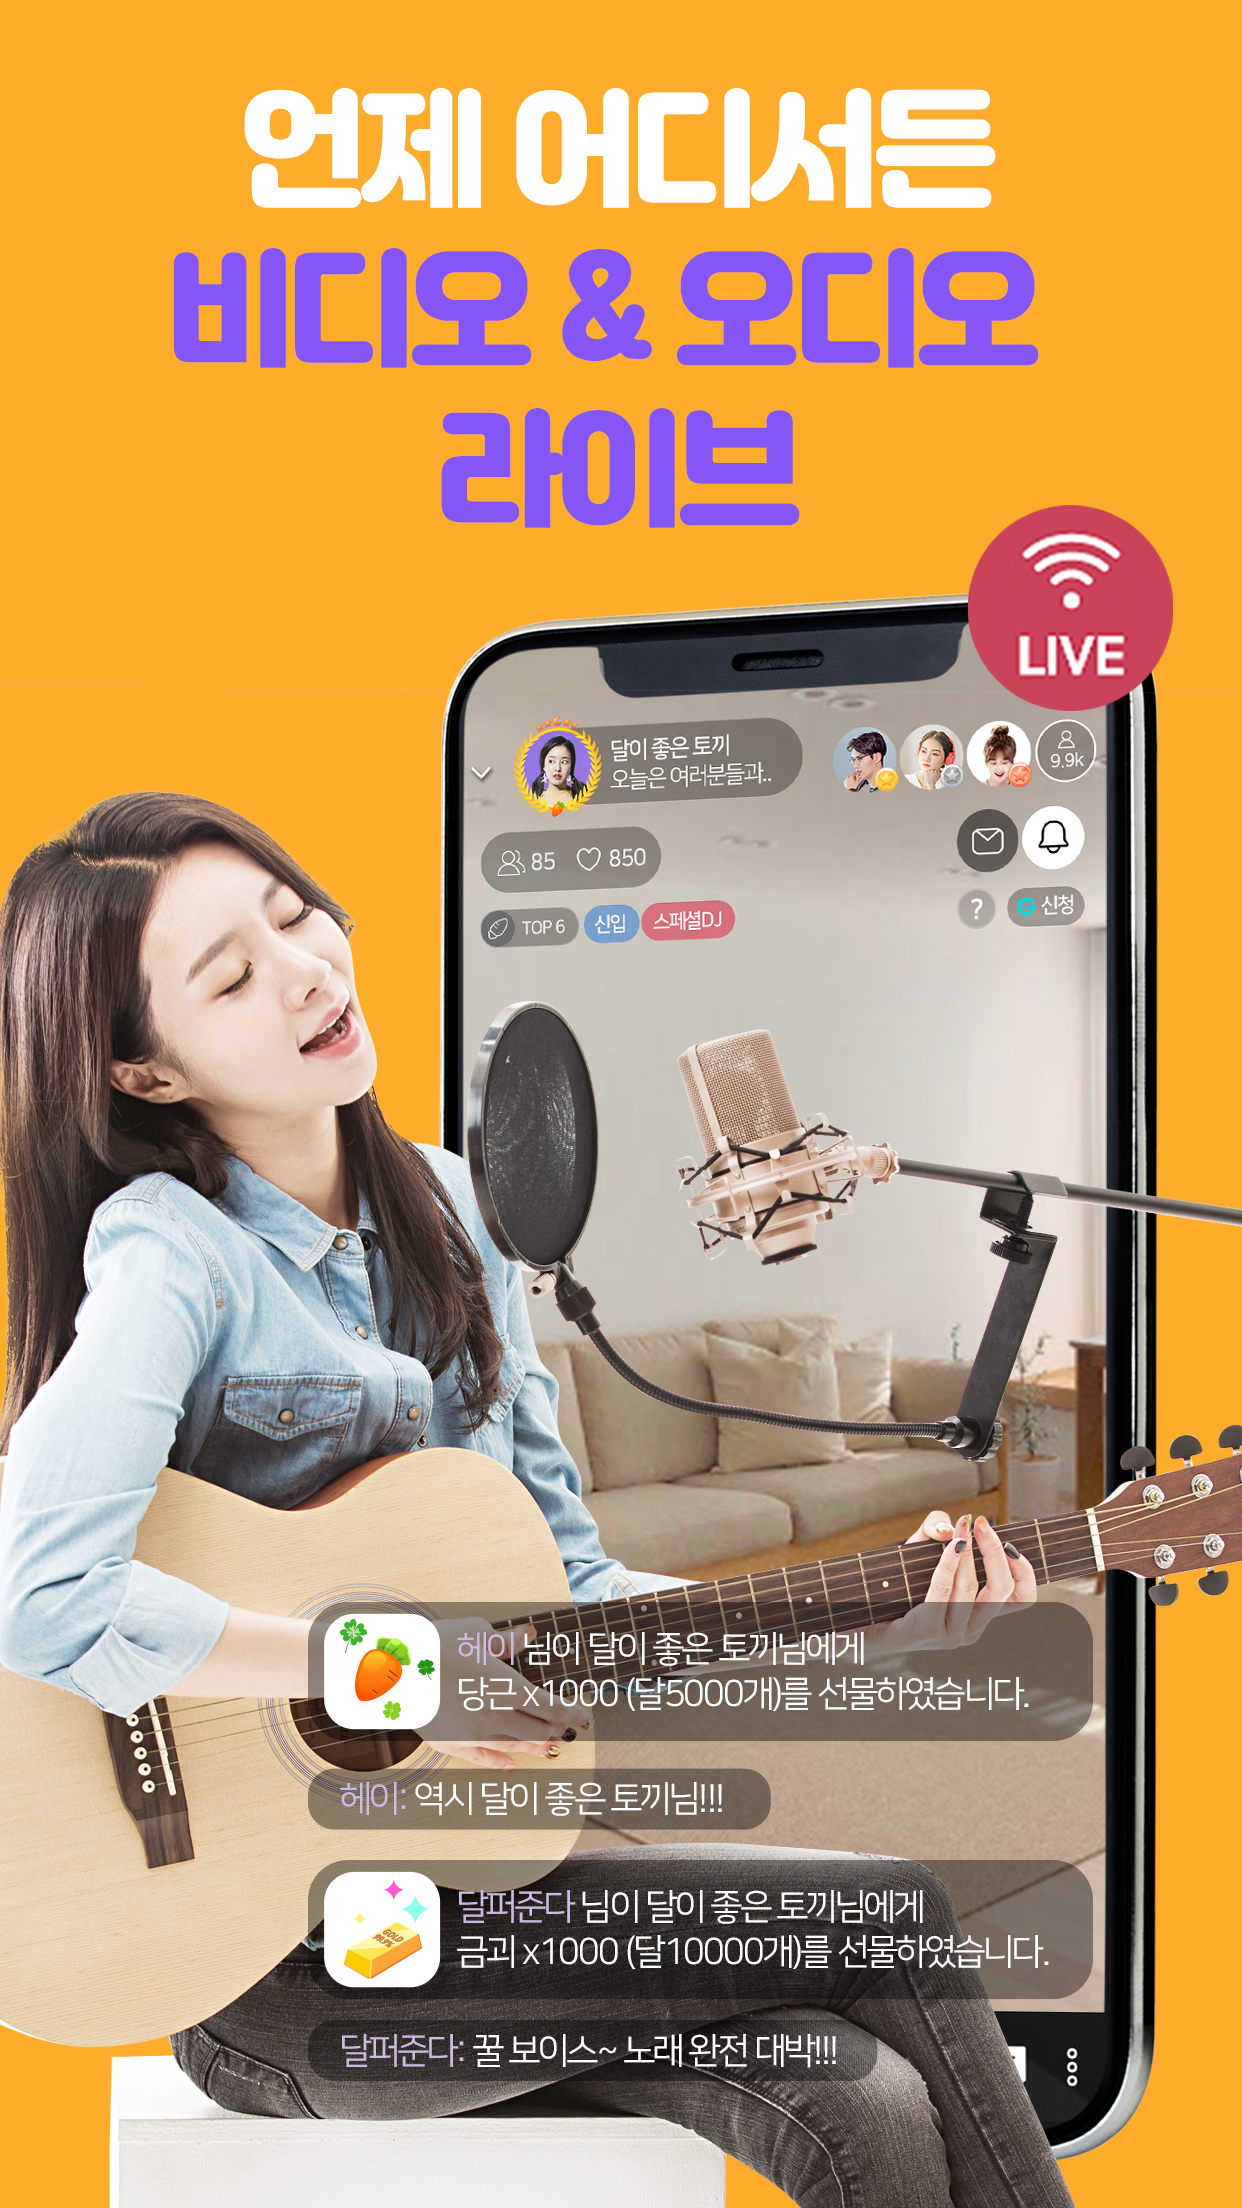 언제 어디서든
비디오 & 오디오
라이브
LIVE
달이 좋은 토끼
오늘은 여러분들과..
9.9k
85 850
TOP 6 신입 스페셜DJ
? G 신청
헤이 님이 달이 좋은 토끼님에게
당근 x1000 (달5000개)를 선물하였습니다.
헤이: 역시 달이 좋은 토끼님!!!
GOLD
99.9%
달퍼준다 님이 달이 좋은 토끼님에게
금괴 x1000 (달10000개)를 선물하였습니다.
달퍼준다: 꿀 보이스~ 노래 완전 대박!!!